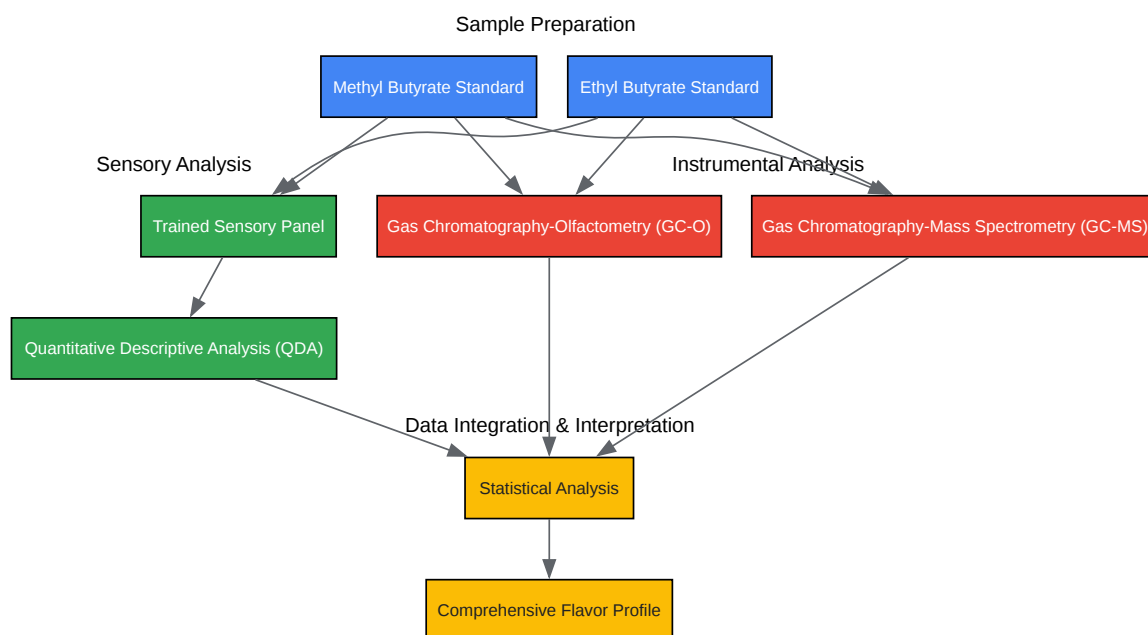 Sample Preparation
Methyl Butyrate Standard
Ethyl Butyrate Standard
Sensory Analysis
Instrumental Analysis
Trained Sensory Panel
Gas Chromatography-Olfactometry (GC-O)
Gas Chromatography-Mass Spectrometry (GC-MS)
Quantitative Descriptive Analysis (QDA)
Data Integration & Interpretation
Statistical Analysis
Comprehensive Flavor Profile